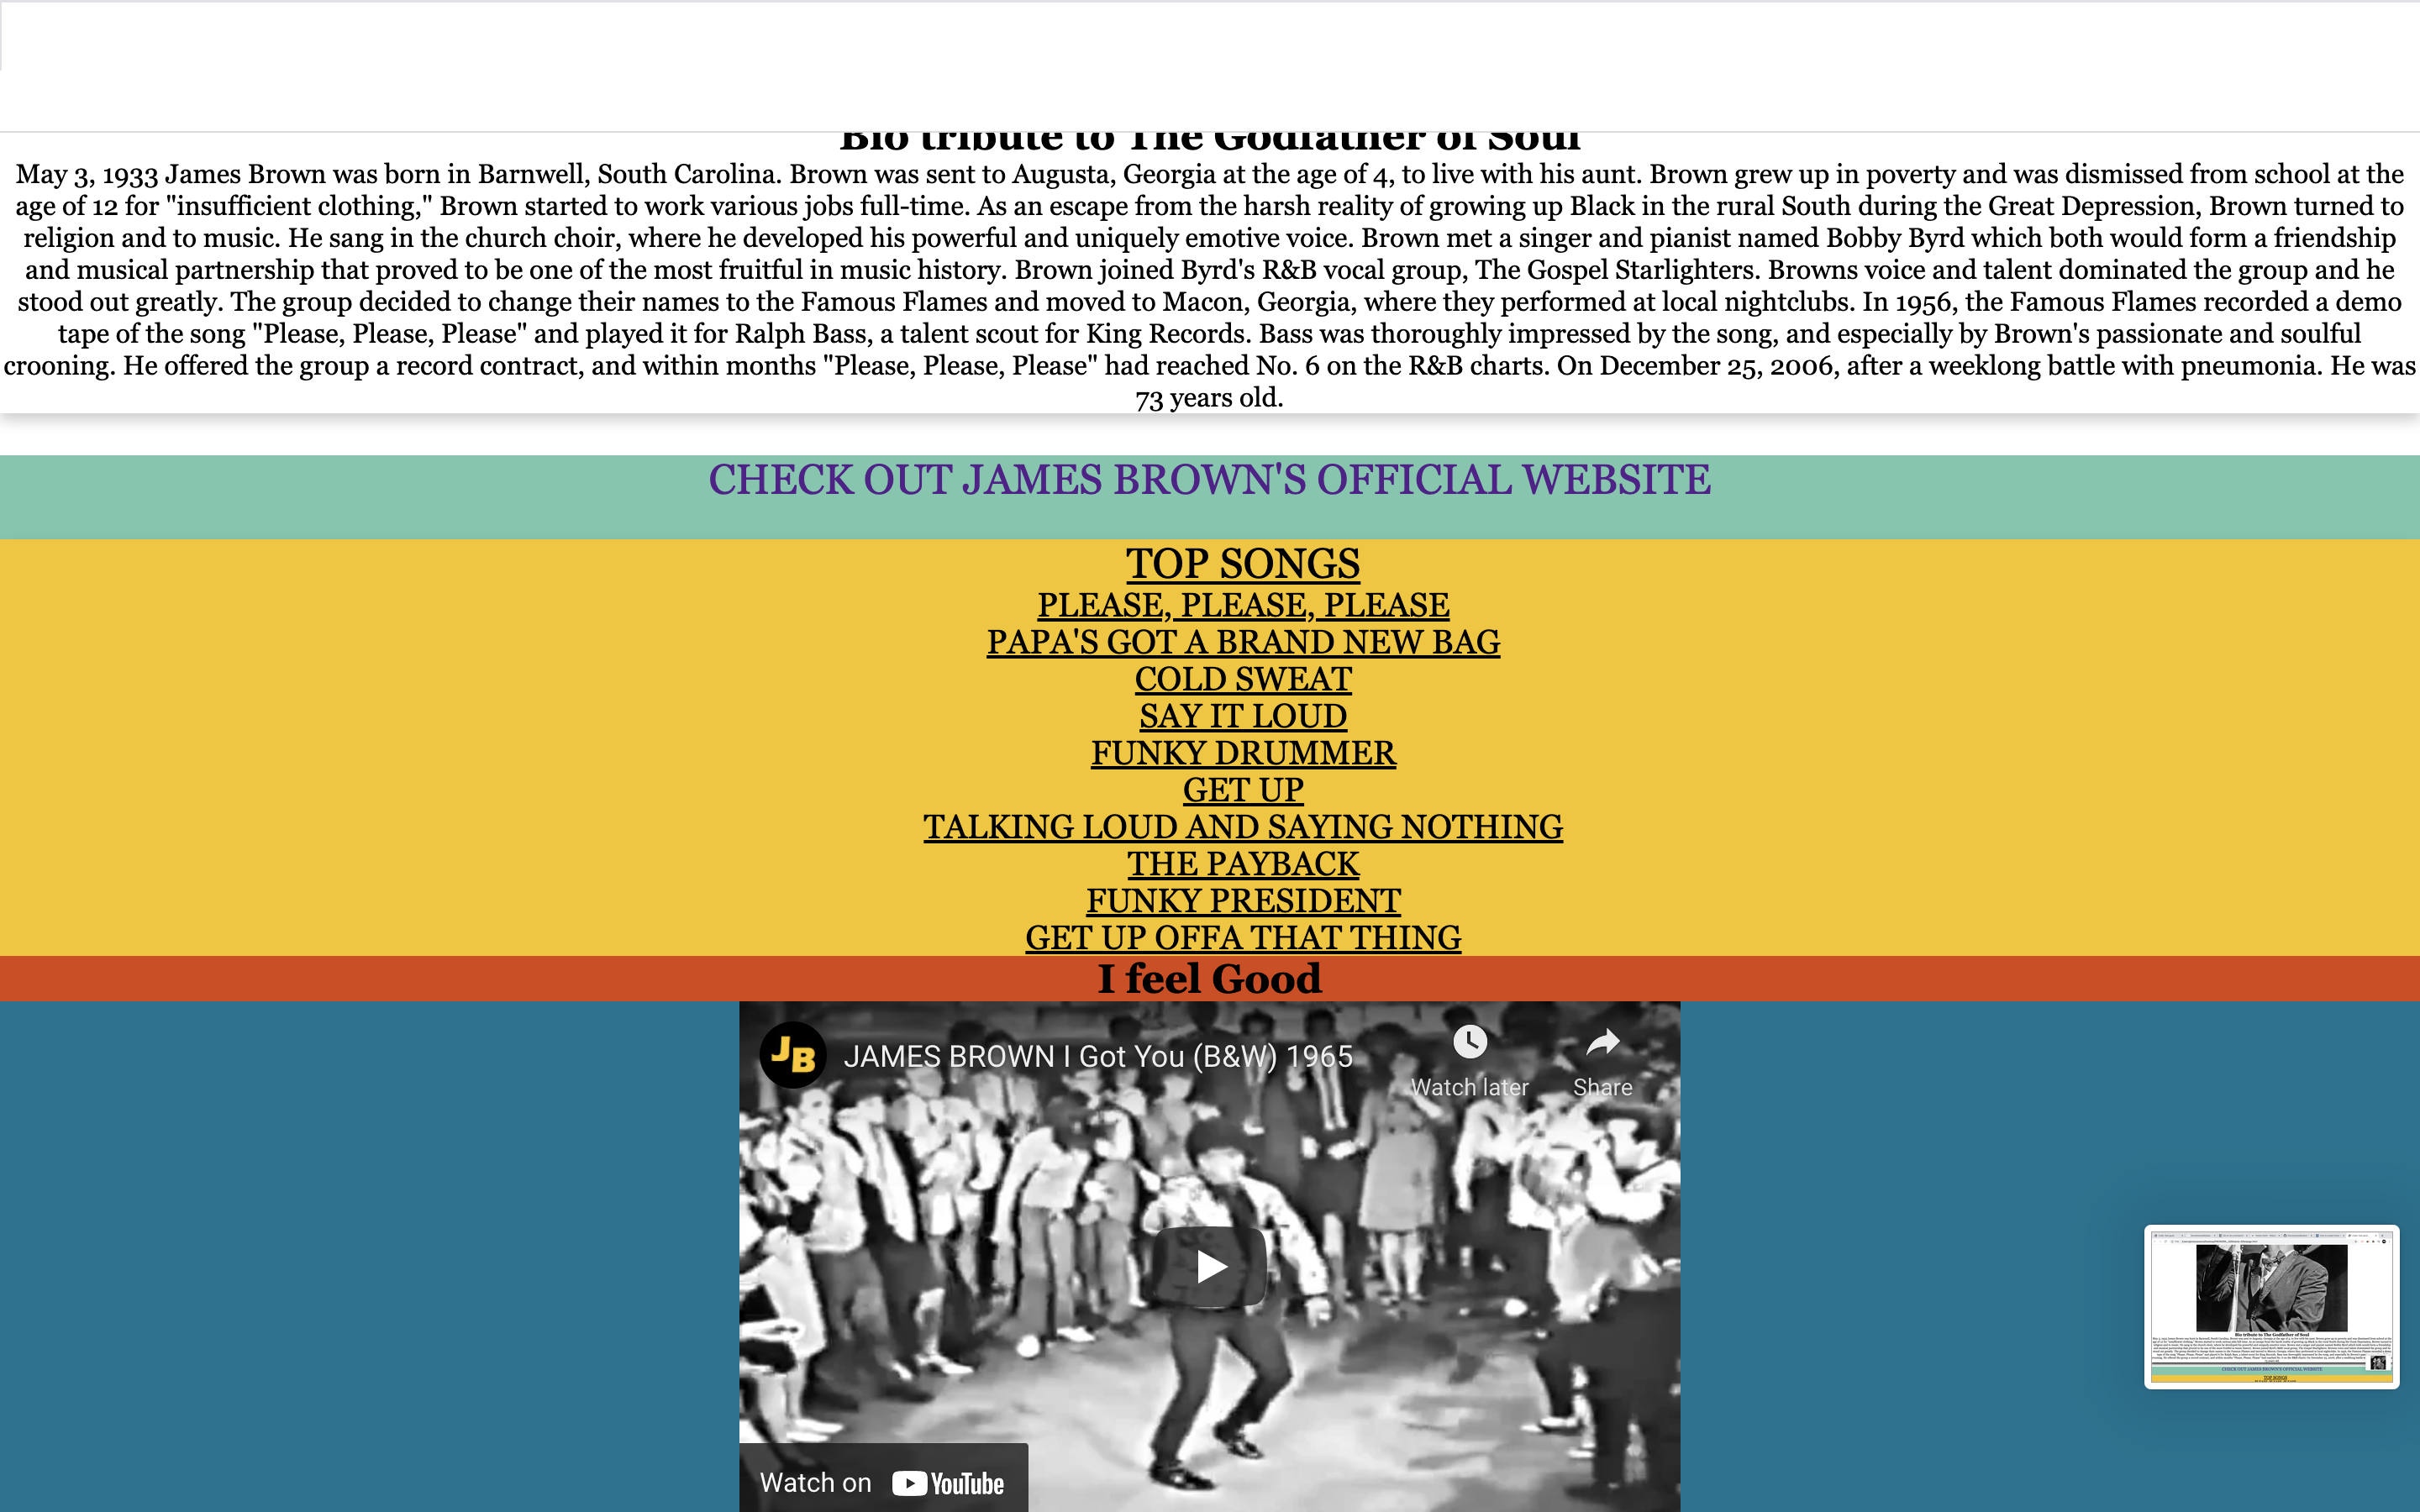 Bio tribute to The Godfather of Soul
May 3, 1933 James Brown was born in Barnwell, South Carolina. Brown was sent to Augusta, Georgia at the age of 4, to live with his aunt. Brown grew up in poverty and was dismissed from school at the
age of 12 for "insufficient clothing," Brown started to work various jobs full-time. As an escape from the harsh reality of growing up Black in the rural South during the Great Depression, Brown turned to
religion and to music. He sang in the church choir, where he developed his powerful and uniquely emotive voice. Brown met a singer and pianist named Bobby Byrd which both would form a friendship
and musical partnership that proved to be one of the most fruitful in music history. Brown joined Byrd's R&B vocal group, The Gospel Starlighters. Browns voice and talent dominated the group and he
stood out greatly. The group decided to change their names to the Famous Flames and moved to Macon, Georgia, where they performed at local nightclubs. In 1956, the Famous Flames recorded a demo
tape of the song "Please, Please, Please" and played it for Ralph Bass, a talent scout for King Records. Bass was thoroughly impressed by the song, and especially by Brown's passionate and soulful
crooning. He offered the group a record contract, and within months "Please, Please, Please" had reached No. 6 on the R&B charts. On December 25, 2006, after a weeklong battle with pneumonia. He was
73 years old.
CHECK OUT JAMES BROWN'S OFFICIAL WEBSITE
TOP SONGS
PLEASE, PLEASE, PLEASE
PAPA'S GOT A BRAND NEW BAG
COLD SWEAT
SAY IT LOUD
FUNKY DRUMMER
GET UP
TALKING LOUD AND SAYING NOTHING
THE PAYBACK
FUNKY PRESIDENT
GET UP OFFA THAT THING
I feel Good
JB
JAMES BROWN I Got You (B&W) 1965
Watch later
Share
Watch on YouTube
Bio tribute to The Godfather of Soul
CHECK OUT JAMES BROWN'S OFFICIAL WEBSITE
TOP SONGS